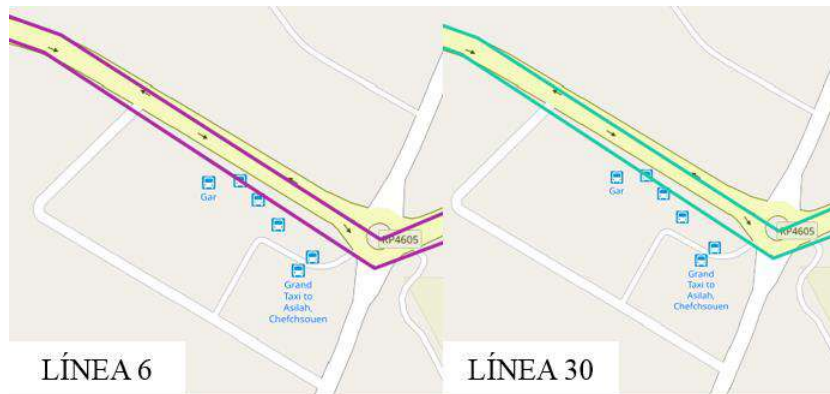 Gar
RP4605
Grand
Taxi to
Asilah,
Chefchsouen
LÍNEA 6
Gar
RP4605
Grand
Taxi to
Asilah,
Chefchsouen
LÍNEA 30